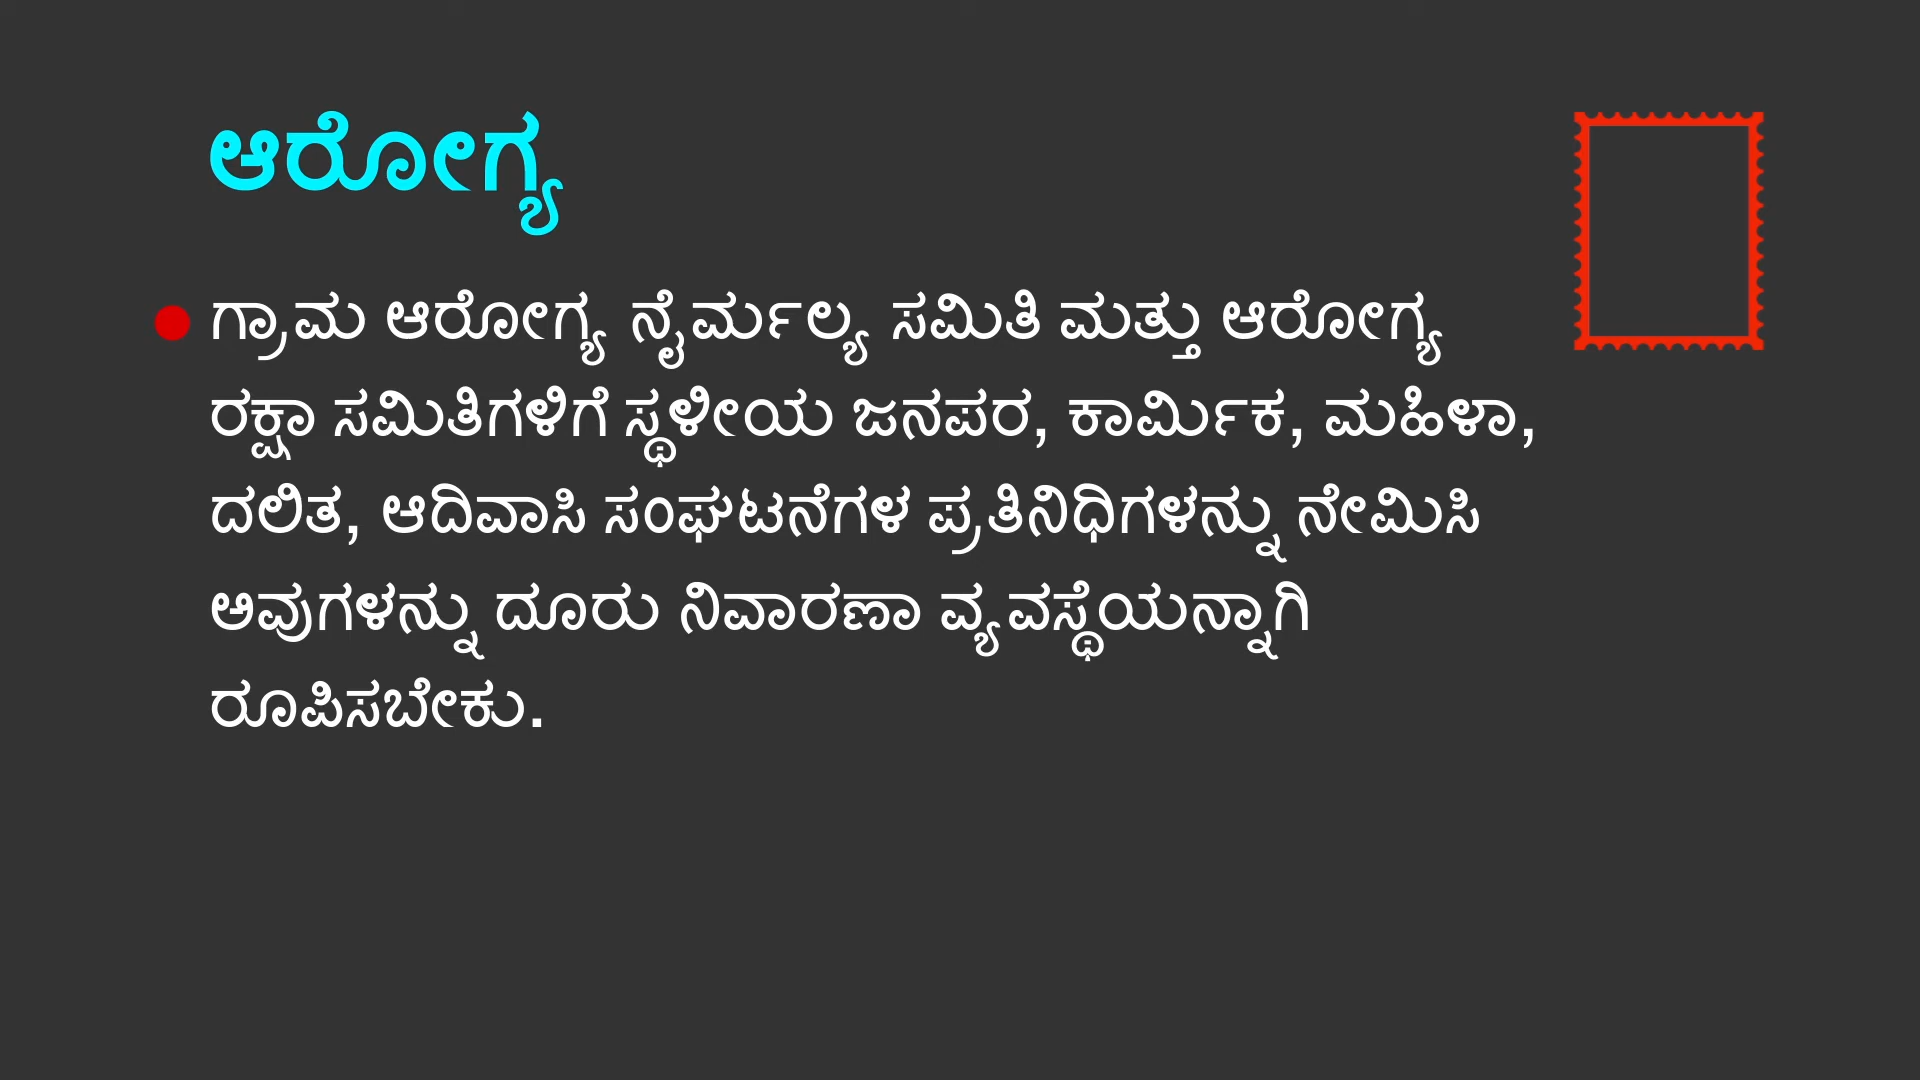 ಆರೋಗ್ಯ
ಗ್ರಾಮ ಆರೋಗ್ಯ ನೈರ್ಮಲ್ಯ ಸಮಿತಿ ಮತ್ತು ಆರೋಗ್ಯ
ರಕ್ಷಾ ಸಮಿತಿಗಳಿಗೆ ಸ್ಥಳೀಯ ಜನಪರ, ಕಾರ್ಮಿಕ, ಮಹಿಳಾ,
ದಲಿತ, ಆದಿವಾಸಿ ಸಂಘಟನೆಗಳ ಪ್ರತಿನಿಧಿಗಳನ್ನು ನೇಮಿಸಿ
ಅವುಗಳನ್ನು ದೂರು ನಿವಾರಣಾ ವ್ಯವಸ್ಥೆಯನ್ನಾಗಿ
ರೂಪಿಸಬೇಕು.